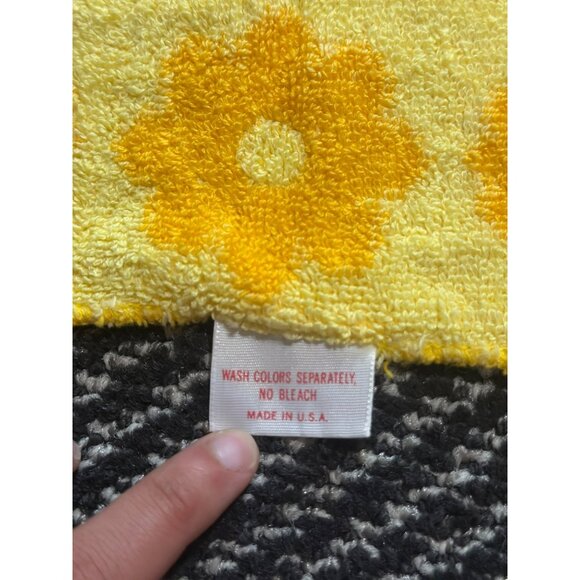 WASH COLORS SEPARATELY,
NO BLEACH
MADE IN U.S.A.